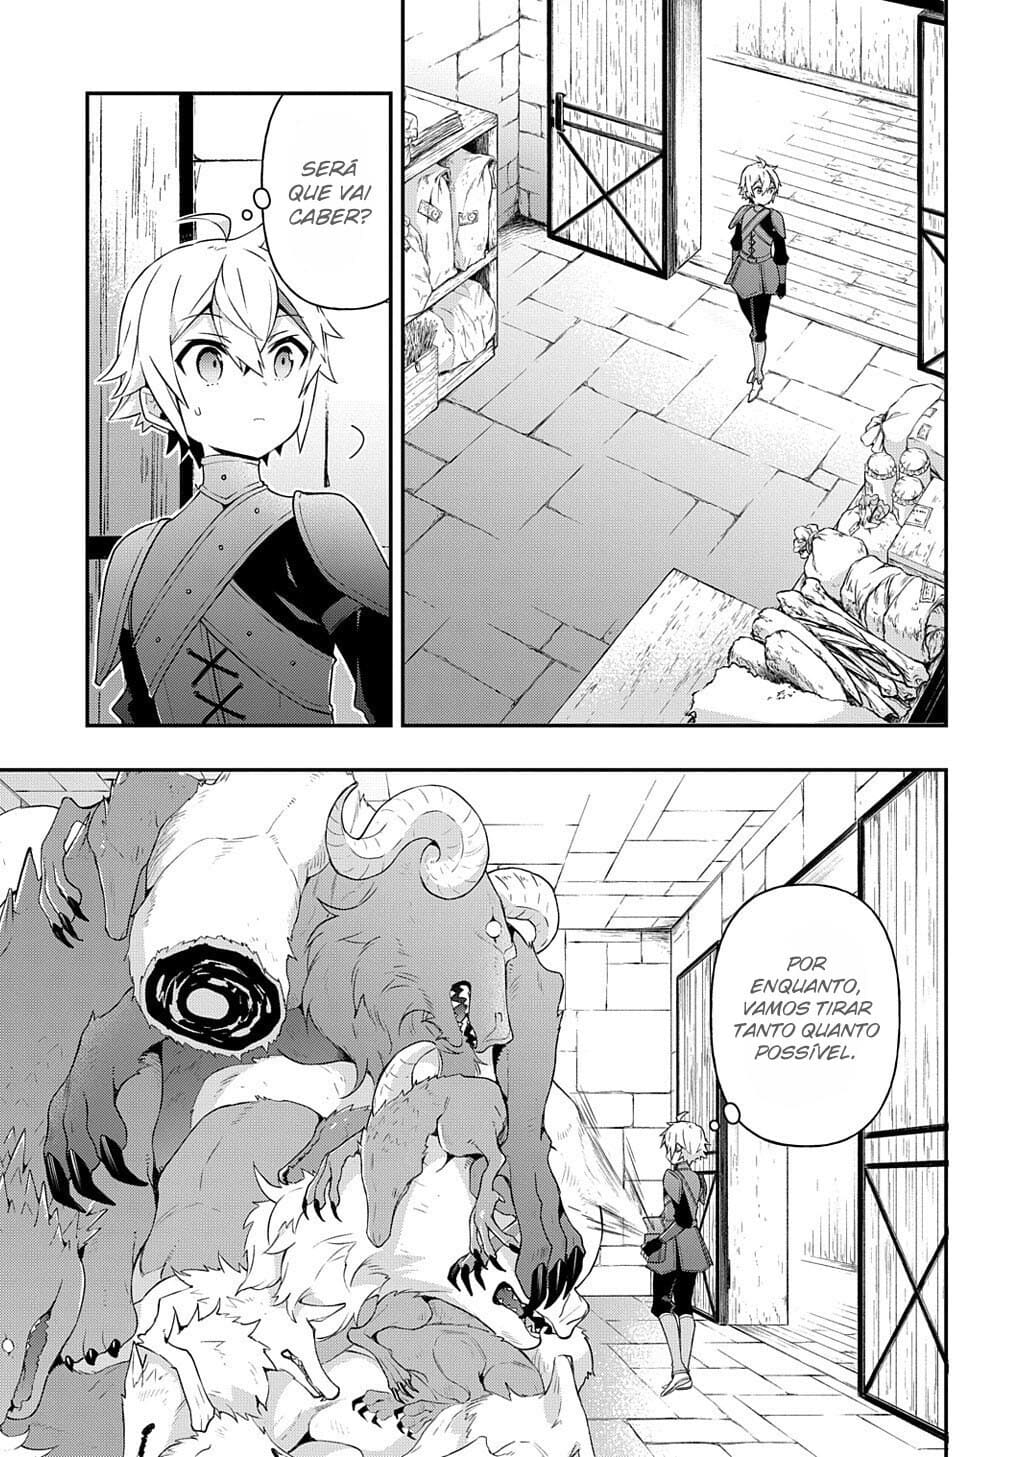 SERÁ
QUE VAI
CABER?
POR
ENQUANTO,
VAMOS TIRAR
TANTO QUANTO
POSSÍVEL.